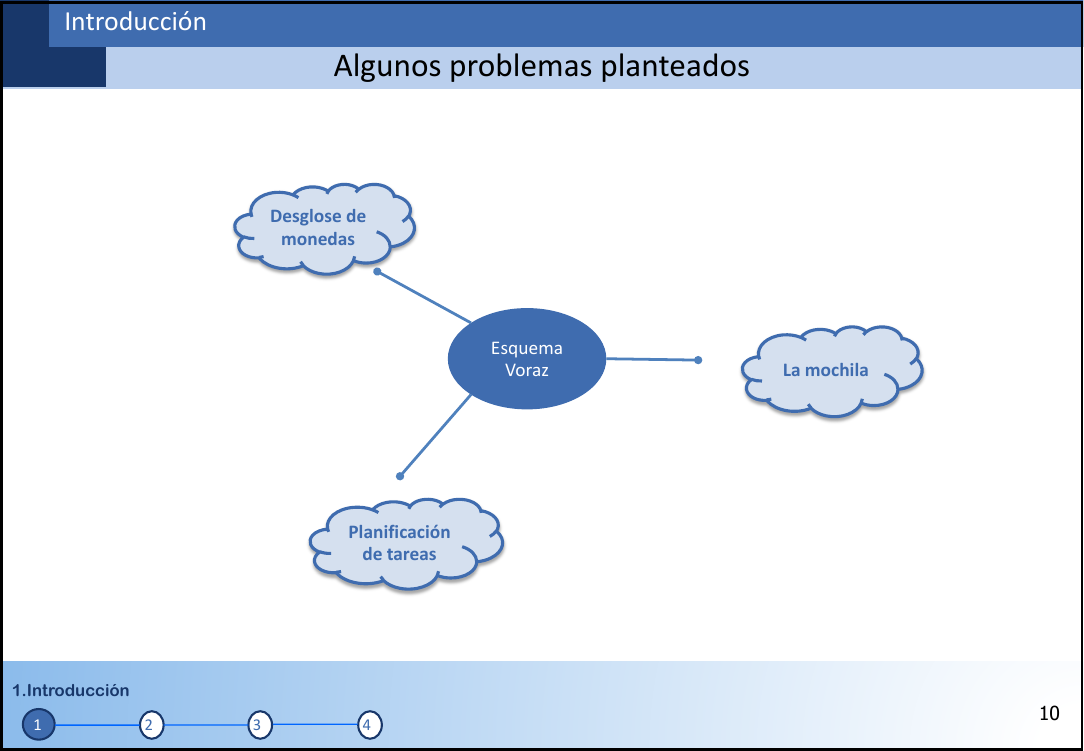 Introducción
Algunos problemas planteados
Desglose de
monedas
Esquema
Voraz
La mochila
Planificación
de tareas
1.Introducción
1
2
3
4
10